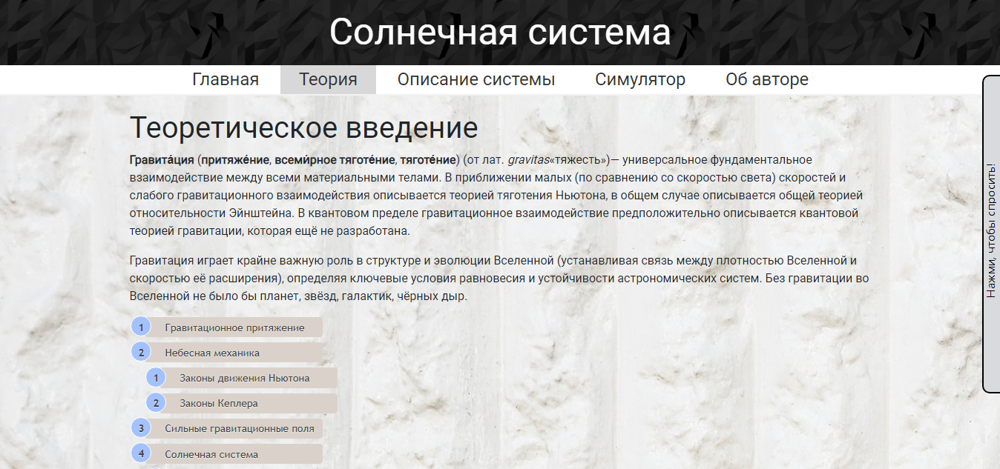 Солнечная система
Главная Теория Описание системы Симулятор Об авторе
Теоретическое введение
Гравита́ция (притяже́ние, всеми́рное тяготе́ние, тяготе́ние) (от лат. gravitas«тяжесть»)— универсальное фундаментальное
взаимодействие между всеми материальными телами. В приближении малых (по сравнению со скоростью света) скоростей и
слабого гравитационного взаимодействия описывается теорией тяготения Ньютона, в общем случае описывается общей теорией
относительности Эйнштейна. В квантовом пределе гравитационное взаимодействие предположительно описывается квантовой
теорией гравитации, которая ещё не разработана.
Гравитация играет крайне важную роль в структуре и эволюции Вселенной (устанавливая связь между плотностью Вселенной и
скоростью её расширения), определяя ключевые условия равновесия и устойчивости астрономических систем. Без гравитации во
Вселенной не было бы планет, звёзд, галактик, чёрных дыр.
1 Гравитационное притяжение
2 Небесная механика
1 Законы движения Ньютона
2 Законы Кеплера
3 Сильные гравитационные поля
4 Солнечная система
Нажми, чтобы спросить!